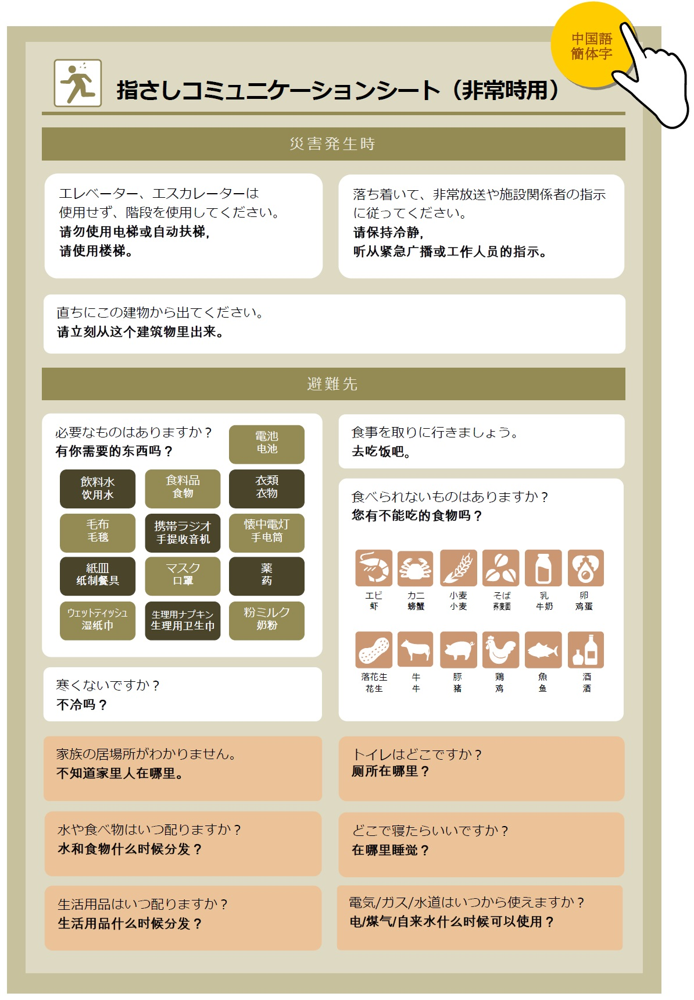 中国語
簡体字
指さしコミュニケーションシート（非常時用）
災害発生時
エレベーター、エスカレーターは
使用せず、階段を使用してください。
请勿使用电梯或自动扶梯,
请使用楼梯。
落ち着いて、非常放送や施設関係者の指示
に従ってください。
请保持冷静,
听从紧急广播或工作人员的指示。
直ちにこの建物から出てください。
请立刻从这个建筑物里出来。
避難先
必要なものはありますか？
有你需要的东西吗？
電池
电池
飲料水
饮用水
食料品
食物
衣類
衣物
毛布
毛毯
携帯ラジオ
手提收音机
懐中電灯
手电筒
紙皿
纸制餐具
マスク
口罩
薬
药
ウェットティッシュ
湿纸巾
生理用ナプキン
生理用卫生巾
粉ミルク
奶粉
寒くないですか？
不冷吗？
食事を取りに行きましょう。
去吃饭吧。
食べられないものはありますか？
您有不能吃的食物吗？
エビ
虾
カニ
螃蟹
小麦
小麦
そば
荞麦面
乳
牛奶
卵
鸡蛋
落花生
花生
牛
牛
豚
猪
鶏
鸡
魚
鱼
酒
酒
家族の居場所がわかりません。
不知道家里人在哪里。
トイレはどこですか？
厕所在哪里？
水や食べ物はいつ配りますか？
水和食物什么时候分发？
どこで寝たらいいですか？
在哪里睡觉？
生活用品はいつ配りますか？
生活用品什么时候分发？
電気/ガス/水道はいつから使えますか？
电/煤气/自来水什么时候可以使用？